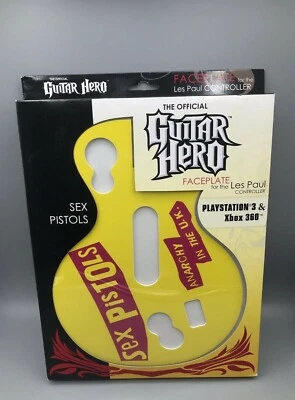 THE OFFICIAL
GUITAR HERO
FACEPLATE for the
Les Paul CONTROLLER
THE OFFICIAL
GUITAR
HERO
FACEPLATE
for the Les Paul
CONTROLLER
PLAYSTATION®3 &
Xbox 360™
SEX
PISTOLS
SEX PISTOLS
ANARCHY
IN THE U.K.